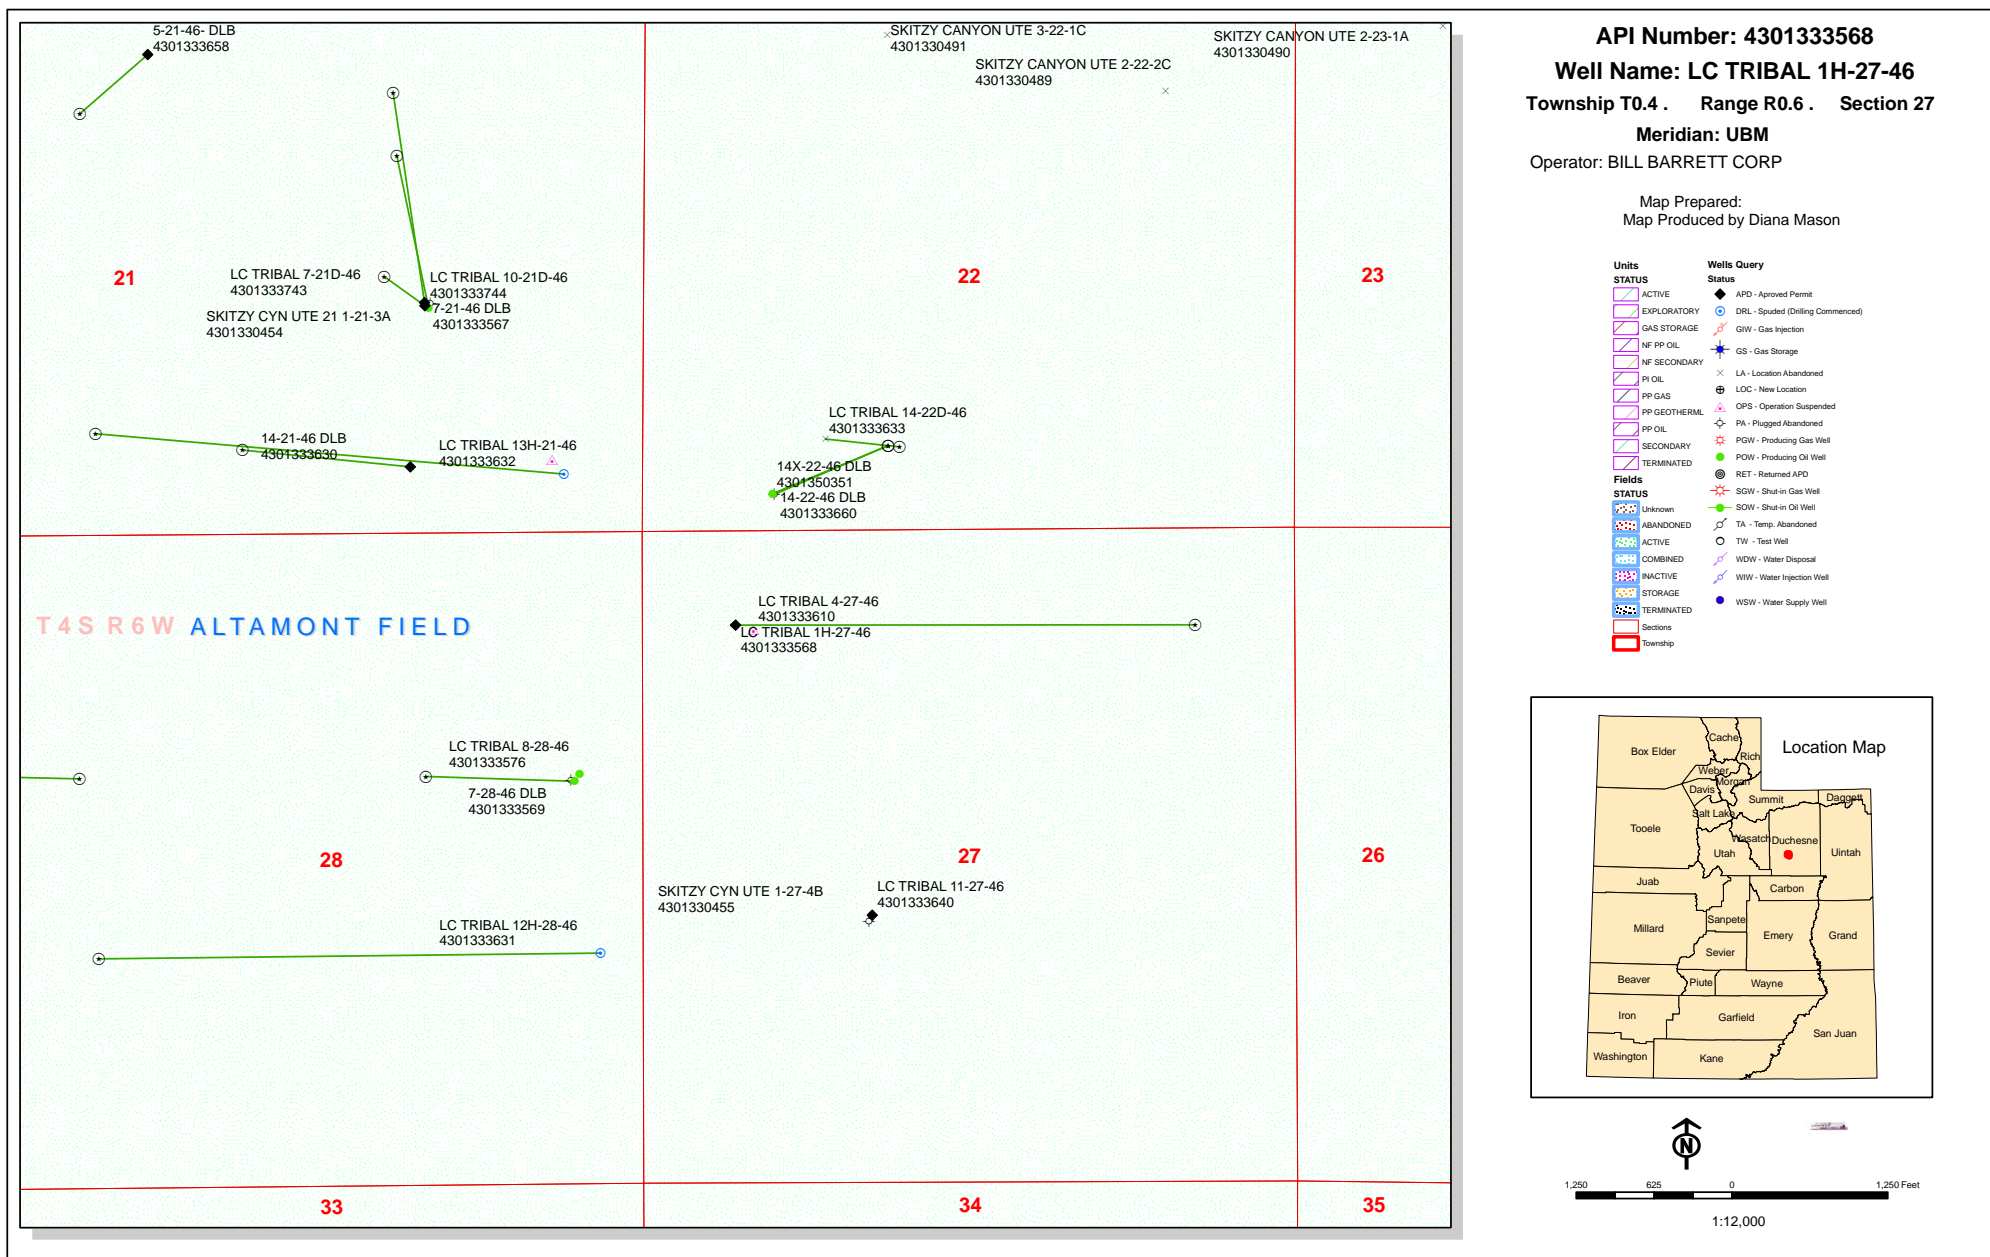 5-21-46- DLB
4301333658
SKITZY CANYON UTE 3-22-1C
4301330491
SKITZY CANYON UTE 2-23-1A
4301330490
SKITZY CANYON UTE 2-22-2C
4301330489
21
22
23
LC TRIBAL 7-21D-46
4301333743
LC TRIBAL 10-21D-46
4301333744
7-21-46 DLB
4301333567
SKITZY CYN UTE 21 1-21-3A
4301330454
14-21-46 DLB
4301333630
LC TRIBAL 13H-21-46
4301333632
LC TRIBAL 14-22D-46
4301333633
14X-22-46 DLB
4301350351
14-22-46 DLB
4301333660
T4S R6W ALTAMONT FIELD
LC TRIBAL 4-27-46
4301333610
LC TRIBAL 1H-27-46
4301333568
LC TRIBAL 8-28-46
4301333576
7-28-46 DLB
4301333569
28
27
26
SKITZY CYN UTE 1-27-4B
4301330455
LC TRIBAL 11-27-46
4301333640
LC TRIBAL 12H-28-46
4301333631
33
34
35
API Number: 4301333568
Well Name: LC TRIBAL 1H-27-46
Township T0.4 . Range R0.6 . Section 27
Meridian: UBM
Operator: BILL BARRETT CORP
Map Prepared:
Map Produced by Diana Mason
Units
STATUS
ACTIVE
EXPLORATORY
GAS STORAGE
NF PP OIL
NF SECONDARY
PI OIL
PP GAS
PP GEOTHERML
PP OIL
SECONDARY
TERMINATED
Fields
STATUS
Unknown
ABANDONED
ACTIVE
COMBINED
INACTIVE
STORAGE
TERMINATED
Sections
Township
Wells Query
Status
APD - Aproved Permit
DRL - Spuded (Drilling Commenced)
GIW - Gas Injection
GS - Gas Storage
LA - Location Abandoned
LOC - New Location
OPS - Operation Suspended
PA - Plugged Abandoned
PGW - Producing Gas Well
POW - Producing Oil Well
RET - Returned APD
SGW - Shut-in Gas Well
SOW - Shut-in Oil Well
TA - Temp. Abandoned
TW - Test Well
WDW - Water Disposal
WIW - Water Injection Well
WSW - Water Supply Well
Location Map
Box Elder
Cache
Rich
Weber
Morgan
Davis
Summit
Daggett
Salt Lake
Tooele
Wasatch
Duchesne
Utah
Uintah
Juab
Carbon
Sanpete
Millard
Emery
Grand
Sevier
Beaver
Piute
Wayne
Iron
Garfield
San Juan
Washington
Kane
N
1,250 625 0 1,250 Feet
1:12,000